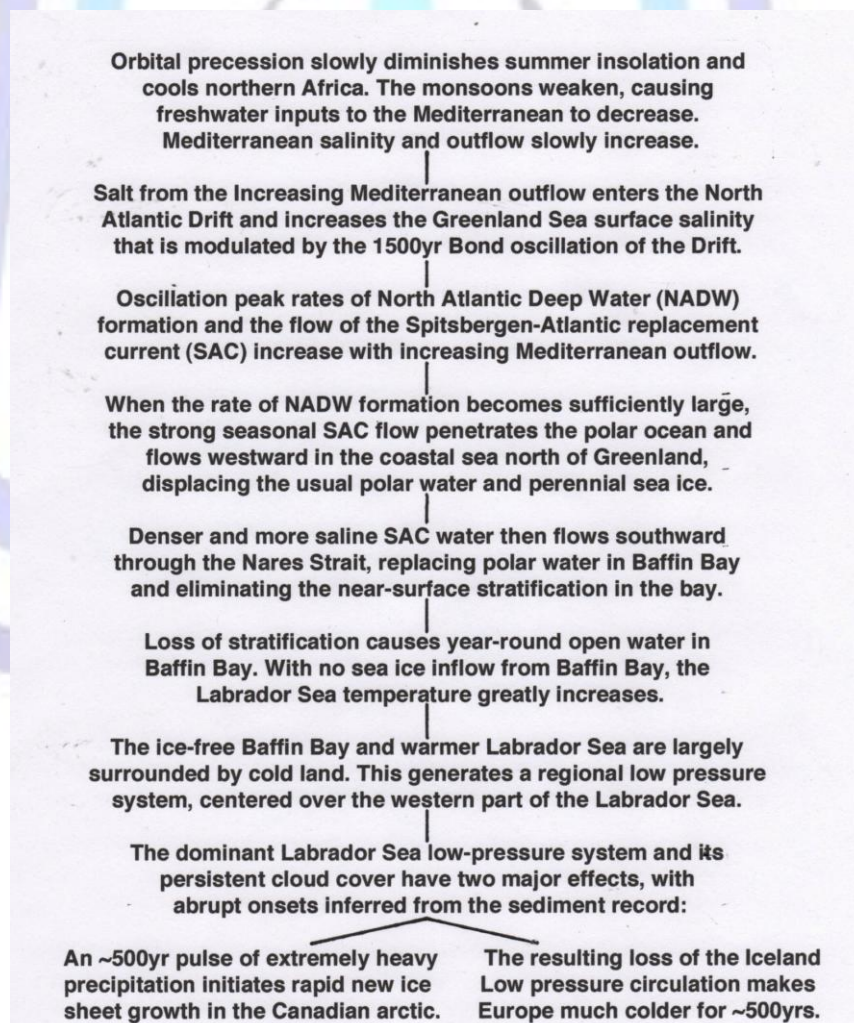 Orbital precession slowly diminishes summer insolation and
cools northern Africa. The monsoons weaken, causing
freshwater inputs to the Mediterranean to decrease.
Mediterranean salinity and outflow slowly increase.
Salt from the Increasing Mediterranean outflow enters the North
Atlantic Drift and increases the Greenland Sea surface salinity
that is modulated by the 1500yr Bond oscillation of the Drift.
Oscillation peak rates of North Atlantic Deep Water (NADW)
formation and the flow of the Spitsbergen-Atlantic replacement
current (SAC) increase with increasing Mediterranean outflow.
When the rate of NADW formation becomes sufficiently large,
the strong seasonal SAC flow penetrates the polar ocean and
flows westward in the coastal sea north of Greenland,
displacing the usual polar water and perennial sea ice.
Denser and more saline SAC water then flows southward
through the Nares Strait, replacing polar water in Baffin Bay
and eliminating the near-surface stratification in the bay.
Loss of stratification causes year-round open water in
Baffin Bay. With no sea ice inflow from Baffin Bay, the
Labrador Sea temperature greatly increases.
The ice-free Baffin Bay and warmer Labrador Sea are largely
surrounded by cold land. This generates a regional low pressure
system, centered over the western part of the Labrador Sea.
The dominant Labrador Sea low-pressure system and its
persistent cloud cover have two major effects, with
abrupt onsets inferred from the sediment record:
An ~500yr pulse of extremely heavy
precipitation initiates rapid new ice
sheet growth in the Canadian arctic.
The resulting loss of the Iceland
Low pressure circulation makes
Europe much colder for ~500yrs.